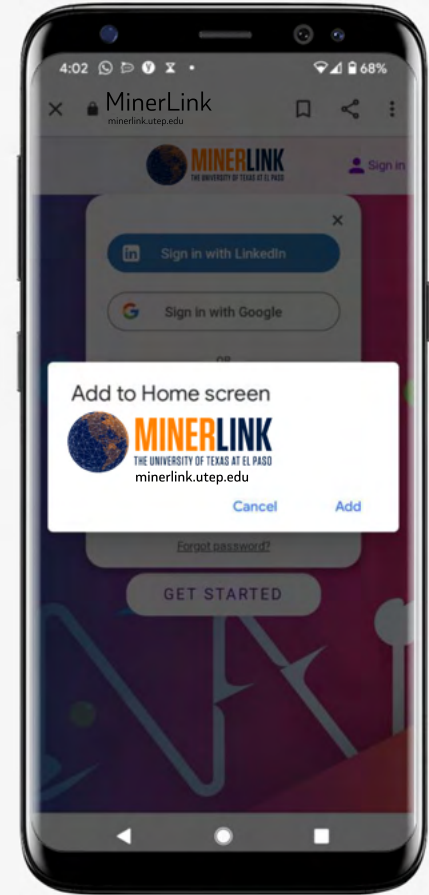 4:02
68%
MinerLink
minerlink.utep.edu
MINERLINK
THE UNIVERSITY OF TEXAS AT EL PASO
Sign in
in Sign in with LinkedIn
G Sign in with Google
OR
Add to Home screen
MINERLINK
THE UNIVERSITY OF TEXAS AT EL PASO
minerlink.utep.edu
Cancel Add
Forgot password?
GET STARTED